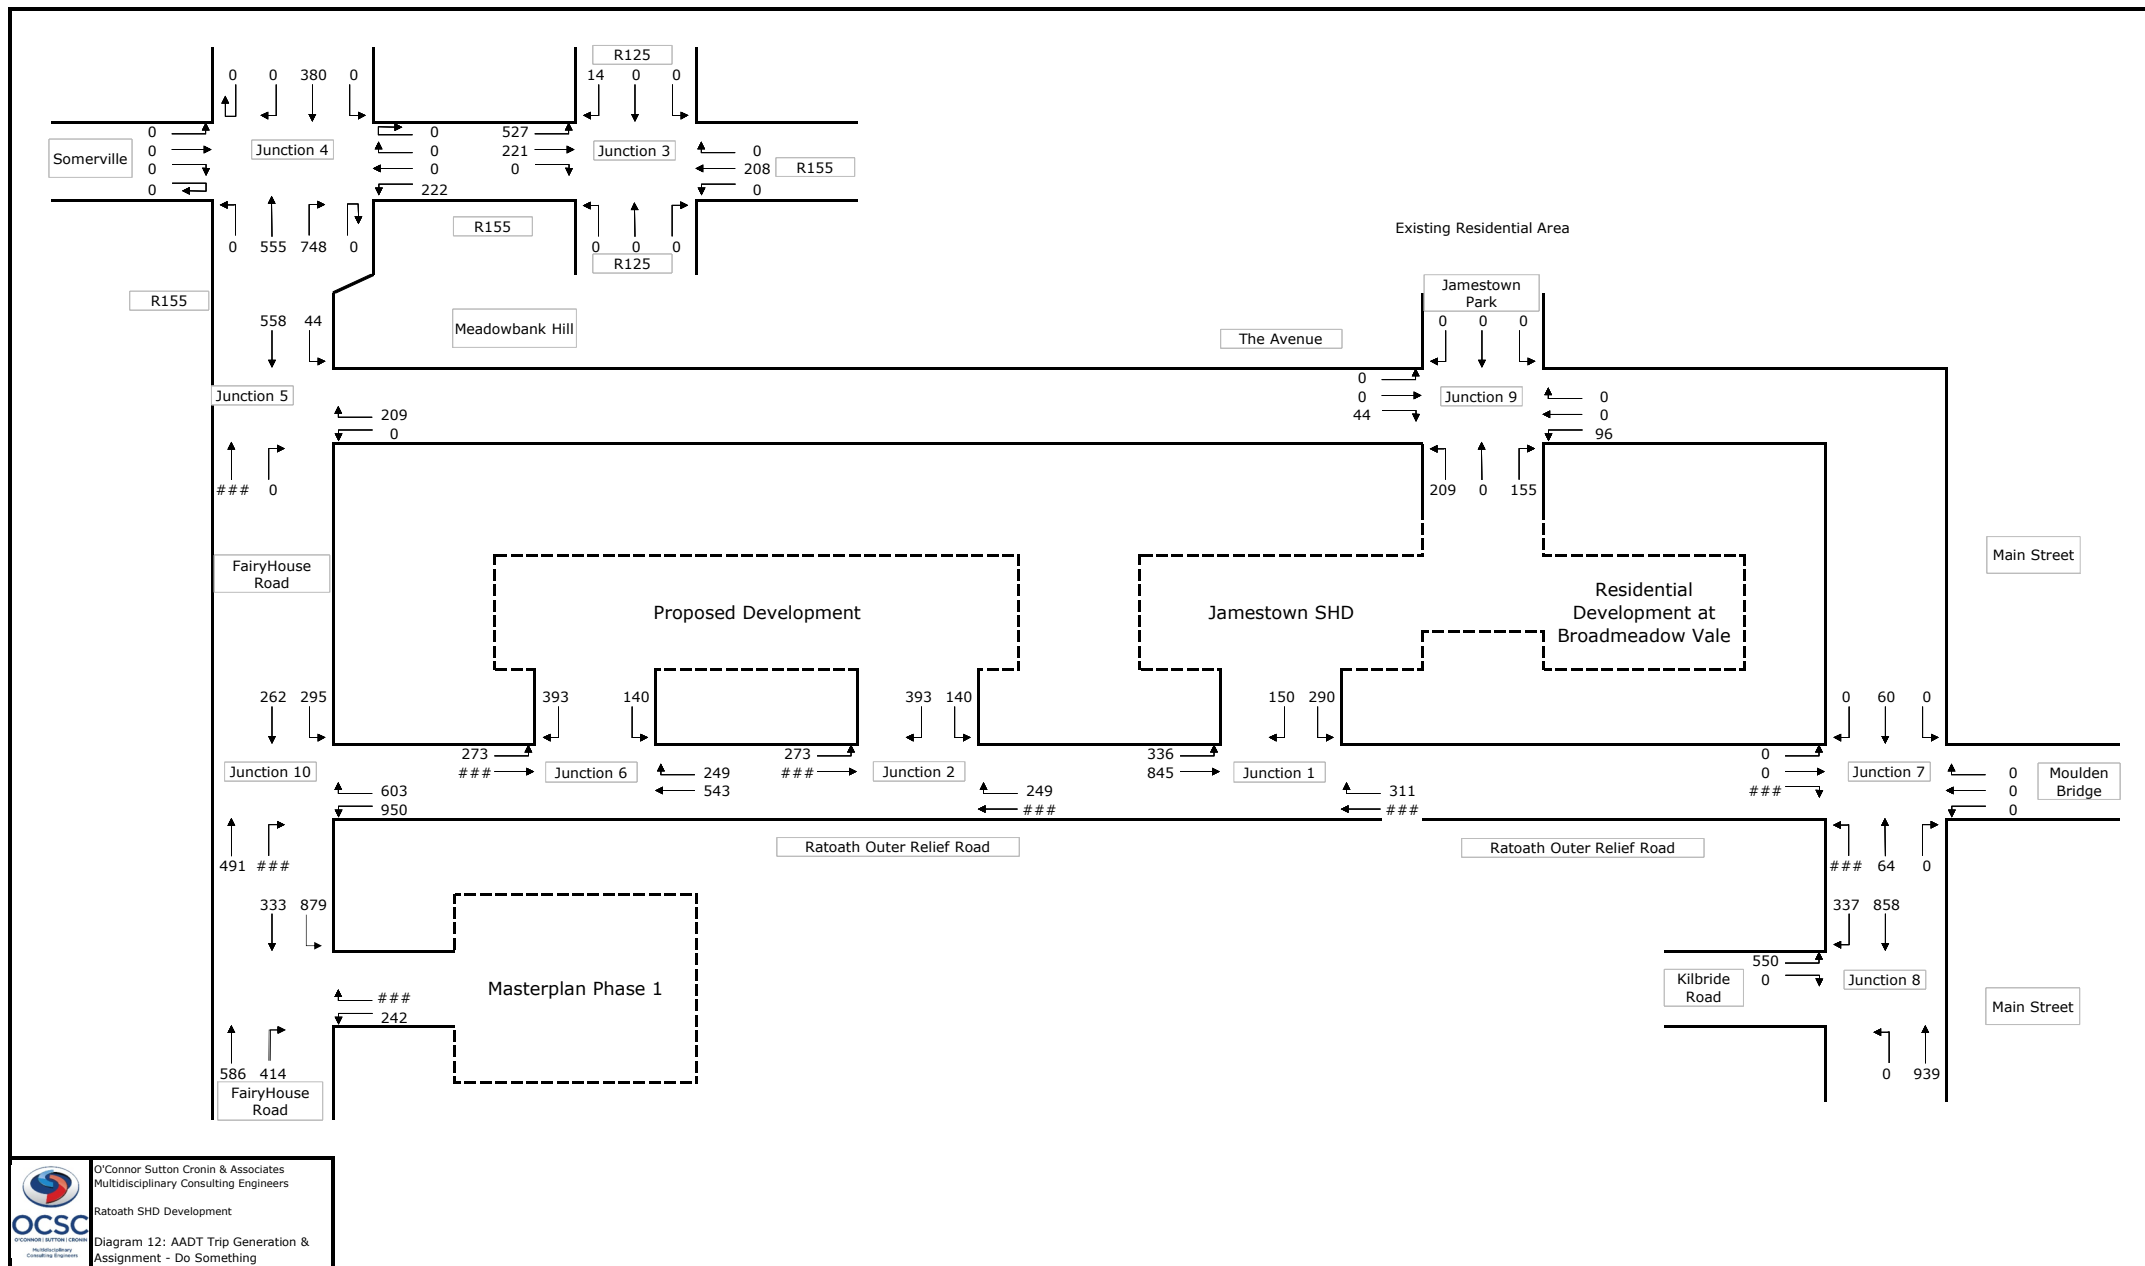 R125
0 0 380 0
14 0 0
Somerville
0
0
0
0
Junction 4
0
0
0
222
527
221
0
Junction 3
0
208
0
R155
R155
0 555 748 0
0 0 0
R125
Existing Residential Area
R155
Meadowbank Hill
The Avenue
Jamestown
Park
558 44
0 0 0
Junction 5
209
0
### 0
0
0
44
Junction 9
0
0
96
209 0 155
FairyHouse
Road
Main Street
Proposed Development
Jamestown SHD
Residential
Development at
Broadmeadow Vale
262 295
393 140
393 140
150 290
0 60 0
Junction 10
603
950
273
###
Junction 6
249
543
273
###
Junction 2
249
###
336
845
Junction 1
311
###
0
0
###
Junction 7
0
0
0
Moulden
Bridge
Ratoath Outer Relief Road
Ratoath Outer Relief Road
491 ###
### 64 0
333 879
337 858
Masterplan Phase 1
###
242
Kilbride
Road
550
0
Junction 8
Main Street
586 414
0 939
FairyHouse
Road
O'Connor Sutton Cronin & Associates
Multidisciplinary Consulting Engineers
Ratoath SHD Development
Diagram 12: AADT Trip Generation &
Assignment - Do Something
OCSC
O'CONNOR | SUTTON | CRONIN
Multidisciplinary
Consulting Engineers